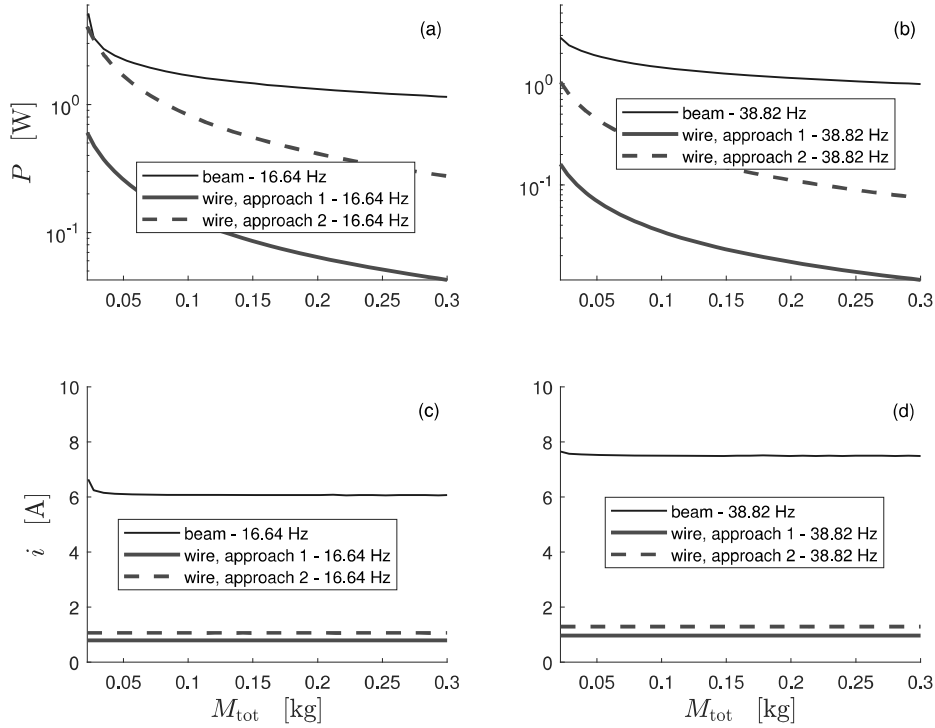 (a)
P [W]
10^0
10^-1
beam - 16.64 Hz
wire, approach 1 - 16.64 Hz
wire, approach 2 - 16.64 Hz
0.05 0.1 0.15 0.2 0.25 0.3
(b)
10^0
10^-1
beam - 38.82 Hz
wire, approach 1 - 38.82 Hz
wire, approach 2 - 38.82 Hz
0.05 0.1 0.15 0.2 0.25 0.3
(c)
i [A]
10
8
6
4
2
0
beam - 16.64 Hz
wire, approach 1 - 16.64 Hz
wire, approach 2 - 16.64 Hz
0.05 0.1 0.15 0.2 0.25 0.3
M_tot [kg]
(d)
10
8
6
4
2
0
beam - 38.82 Hz
wire, approach 1 - 38.82 Hz
wire, approach 2 - 38.82 Hz
0.05 0.1 0.15 0.2 0.25 0.3
M_tot [kg]